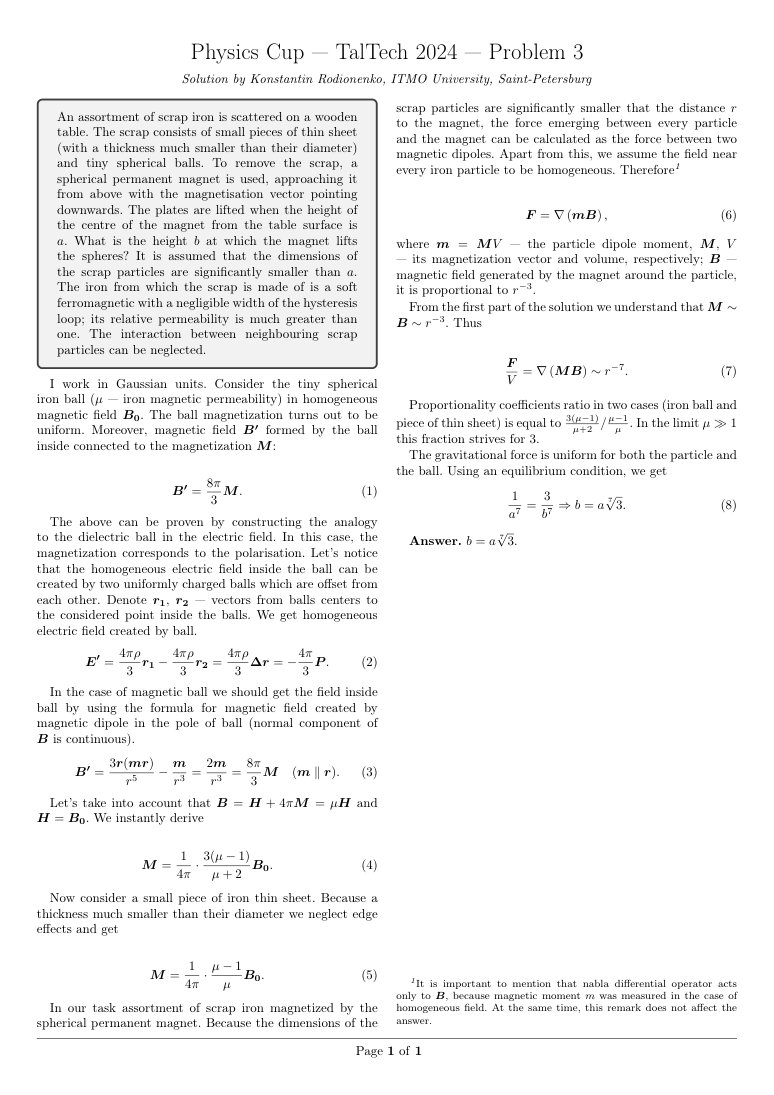 Physics Cup — TalTech 2024 — Problem 3
Solution by Konstantin Rodionenko, ITMO University, Saint-Petersburg
An assortment of scrap iron is scattered on a wooden
table. The scrap consists of small pieces of thin sheet
(with a thickness much smaller than their diameter)
and tiny spherical balls. To remove the scrap, a
spherical permanent magnet is used, approaching it
from above with the magnetisation vector pointing
downwards. The plates are lifted when the height of
the centre of the magnet from the table surface is
a. What is the height b at which the magnet lifts
the spheres? It is assumed that the dimensions of
the scrap particles are significantly smaller than a.
The iron from which the scrap is made of is a soft
ferromagnetic with a negligible width of the hysteresis
loop; its relative permeability is much greater than
one. The interaction between neighbouring scrap
particles can be neglected.
I work in Gaussian units. Consider the tiny spherical
iron ball (μ — iron magnetic permeability) in homogeneous
magnetic field B₀. The ball magnetization turns out to be
uniform. Moreover, magnetic field B′ formed by the ball
inside connected to the magnetization M:
B′ = 8π/3 M. (1)
The above can be proven by constructing the analogy
to the dielectric ball in the electric field. In this case, the
magnetization corresponds to the polarisation. Let's notice
that the homogeneous electric field inside the ball can be
created by two uniformly charged balls which are offset from
each other. Denote r₁, r₂ — vectors from balls centers to
the considered point inside the balls. We get homogeneous
electric field created by ball.
E′ = 4πρ/3 r₁ − 4πρ/3 r₂ = 4πρ/3 Δr = −4π/3 P. (2)
In the case of magnetic ball we should get the field inside
ball by using the formula for magnetic field created by
magnetic dipole in the pole of ball (normal component of
B is continuous).
B′ = 3r(mr)/r⁵ − m/r³ = 2m/r³ = 8π/3 M (m ∥ r). (3)
Let's take into account that B = H + 4πM = μH and
H = B₀. We instantly derive
M = 1/4π · 3(μ−1)/μ+2 B₀. (4)
Now consider a small piece of iron thin sheet. Because a
thickness much smaller than their diameter we neglect edge
effects and get
M = 1/4π · μ−1/μ B₀. (5)
In our task assortment of scrap iron magnetized by the
spherical permanent magnet. Because the dimensions of the
scrap particles are significantly smaller that the distance r
to the magnet, the force emerging between every particle
and the magnet can be calculated as the force between two
magnetic dipoles. Apart from this, we assume the field near
every iron particle to be homogeneous. Therefore¹
F = ∇ (mB) , (6)
where m = MV — the particle dipole moment, M, V
— its magnetization vector and volume, respectively; B —
magnetic field generated by the magnet around the particle,
it is proportional to r⁻³.
From the first part of the solution we understand that M ∼
B ∼ r⁻³. Thus
F/V = ∇ (MB) ∼ r⁻⁷. (7)
Proportionality coefficients ratio in two cases (iron ball and
piece of thin sheet) is equal to 3(μ−1)/μ+2 / μ−1/μ. In the limit μ ≫ 1
this fraction strives for 3.
The gravitational force is uniform for both the particle and
the ball. Using an equilibrium condition, we get
1/a⁷ = 3/b⁷ ⇒ b = a⁷√3. (8)
Answer. b = a⁷√3.
¹It is important to mention that nabla differential operator acts
only to B, because magnetic moment m was measured in the case of
homogeneous field. At the same time, this remark does not affect the
answer.
Page 1 of 1